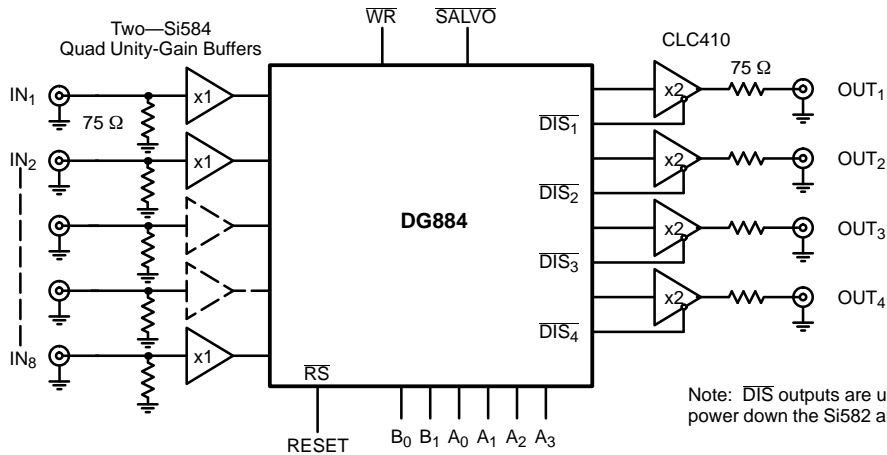 WR SALVO
Two—Si584
Quad Unity-Gain Buffers
CLC410
IN1
75 Ω
x1
x2
75 Ω
OUT1
DIS1
IN2
x1
x2
OUT2
DIS2
DG884
x2
OUT3
DIS3
x2
OUT4
DIS4
IN8
x1
RS
RESET
B0 B1 A0 A1 A2 A3
Note: DIS outputs are u
power down the Si582 a